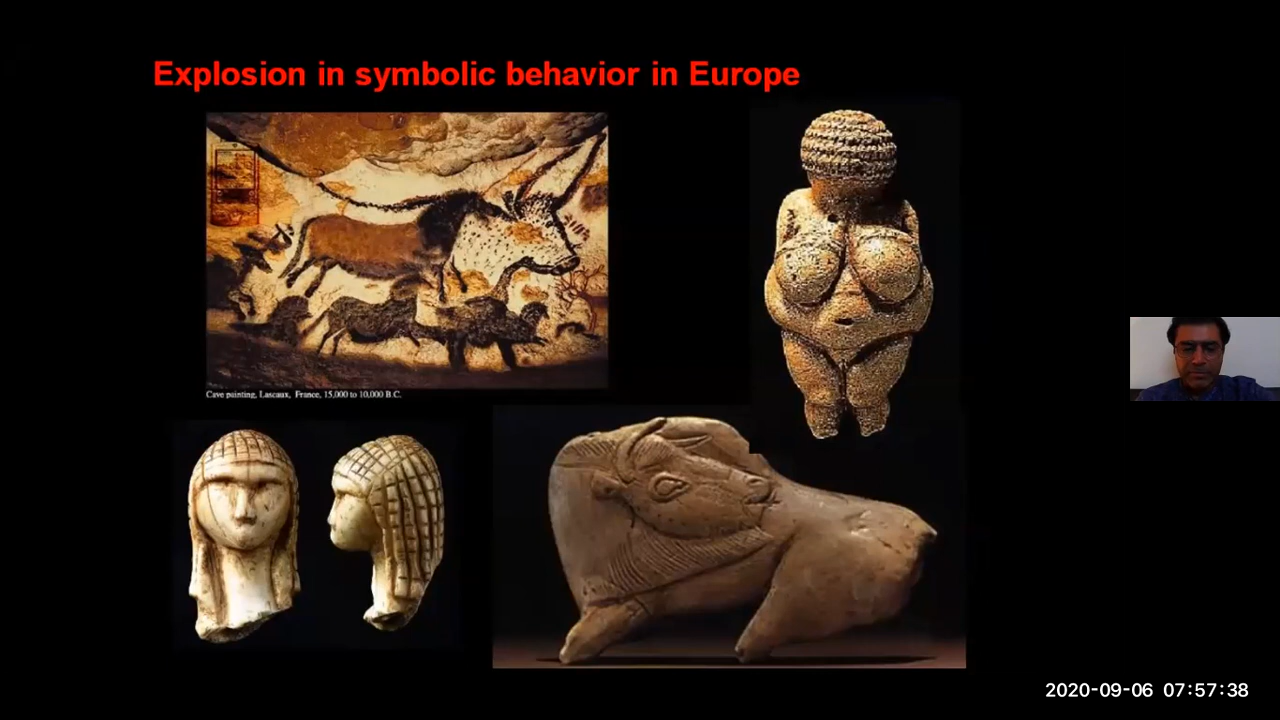 Explosion in symbolic behavior in Europe
Cave painting, Lascaux, France, 15,000 to 10,000 B.C.
2020-09-06 07:57:38